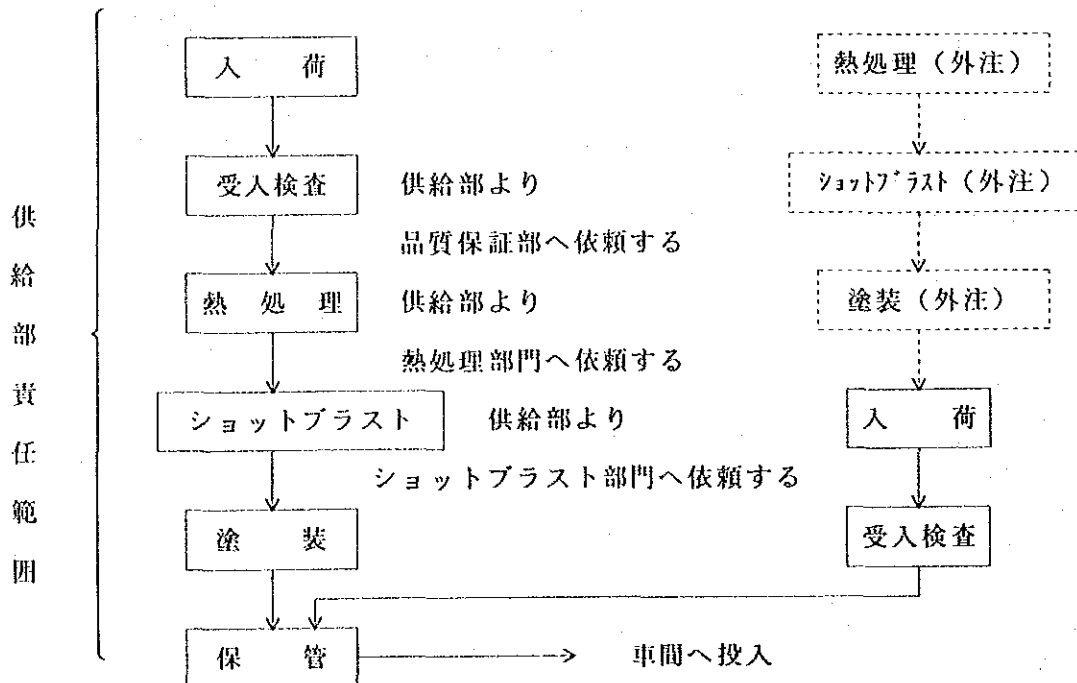 供給部責任範囲
入荷
受入検査
供給部より
品質保証部へ依頼する
熱処理
供給部より
熱処理部門へ依頼する
ショットブラスト
供給部より
ショットブラスト部門へ依頼する
塗装
保管
車間へ投入
熱処理（外注）
ショットブラスト（外注）
塗装（外注）
入荷
受入検査